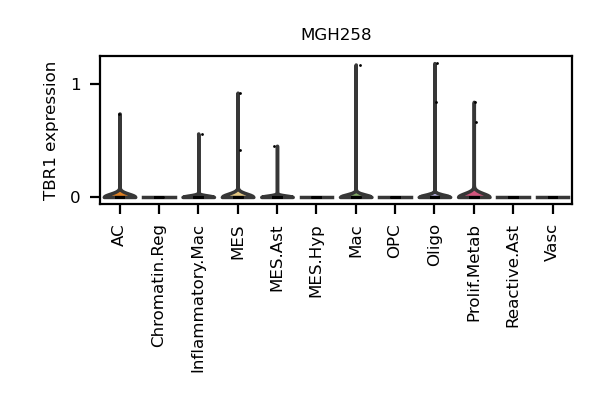 MGH258
TBR1 expression
1
0
AC
Chromatin.Reg
Inflammatory.Mac
MES
MES.Ast
MES.Hyp
Mac
OPC
Oligo
Prolif.Metab
Reactive.Ast
Vasc